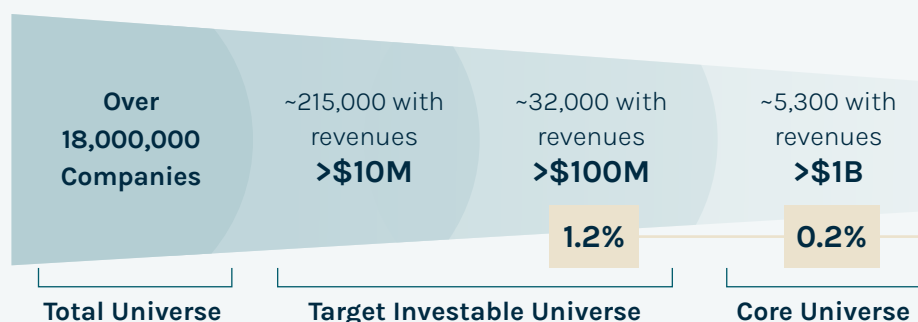 Over
18,000,000
Companies
~215,000 with
revenues
>$10M
~32,000 with
revenues
>$100M
~5,300 with
revenues
>$1B
1.2%
0.2%
Total Universe
Target Investable Universe
Core Universe